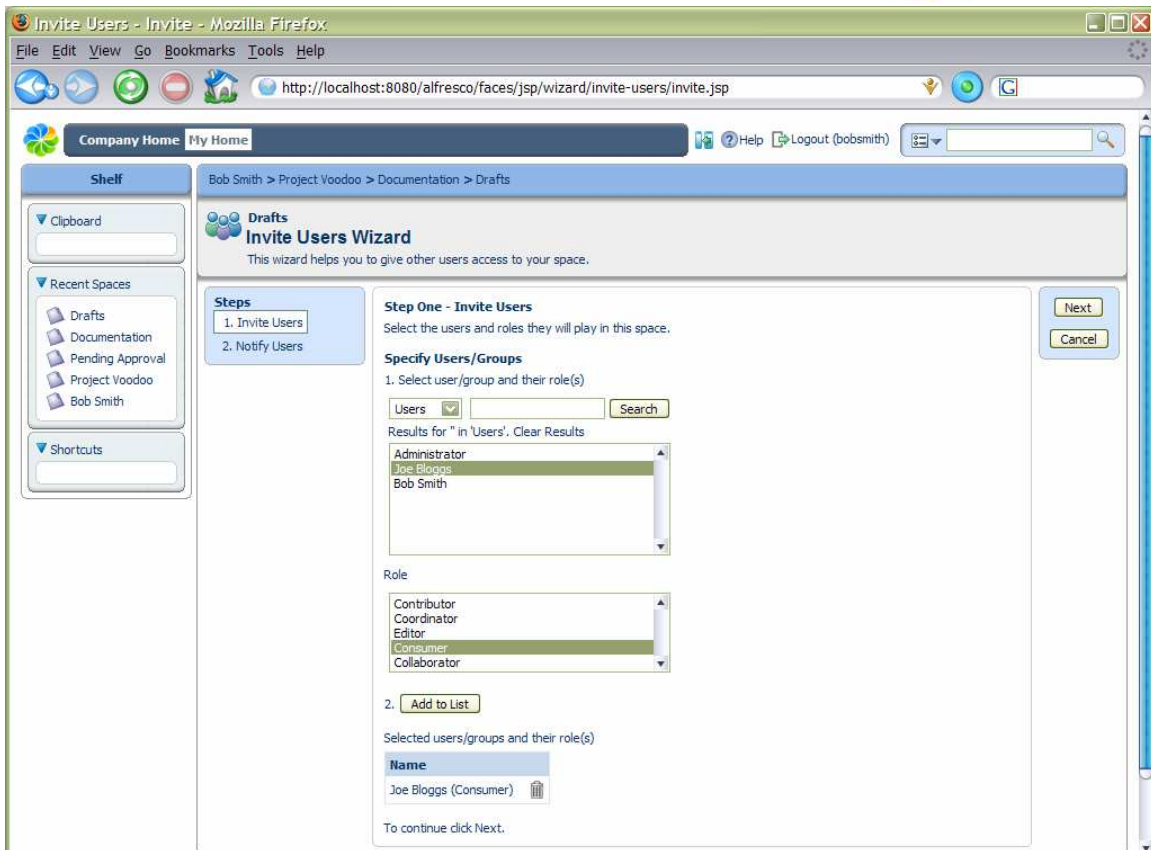 Invite Users - Invite - Mozilla Firefox
File Edit View Go Bookmarks Tools Help
http://localhost:8080/alfresco/faces/jsp/wizard/invite-users/invite.jsp
G
Company Home My Home
Help Logout (bobsmith)
Shelf
Clipboard
Recent Spaces
Drafts
Documentation
Pending Approval
Project Voodoo
Bob Smith
Shortcuts
Bob Smith > Project Voodoo > Documentation > Drafts
Drafts
Invite Users Wizard
This wizard helps you to give other users access to your space.
Steps
1. Invite Users
2. Notify Users
Step One - Invite Users
Select the users and roles they will play in this space.
Specify Users/Groups
1. Select user/group and their role(s)
Users Search
Results for '' in 'Users'. Clear Results
Administrator
Joe Bloggs
Bob Smith
Role
Contributor
Coordinator
Editor
Consumer
Collaborator
2. Add to List
Selected users/groups and their role(s)
Name
Joe Bloggs (Consumer)
To continue click Next.
Next
Cancel